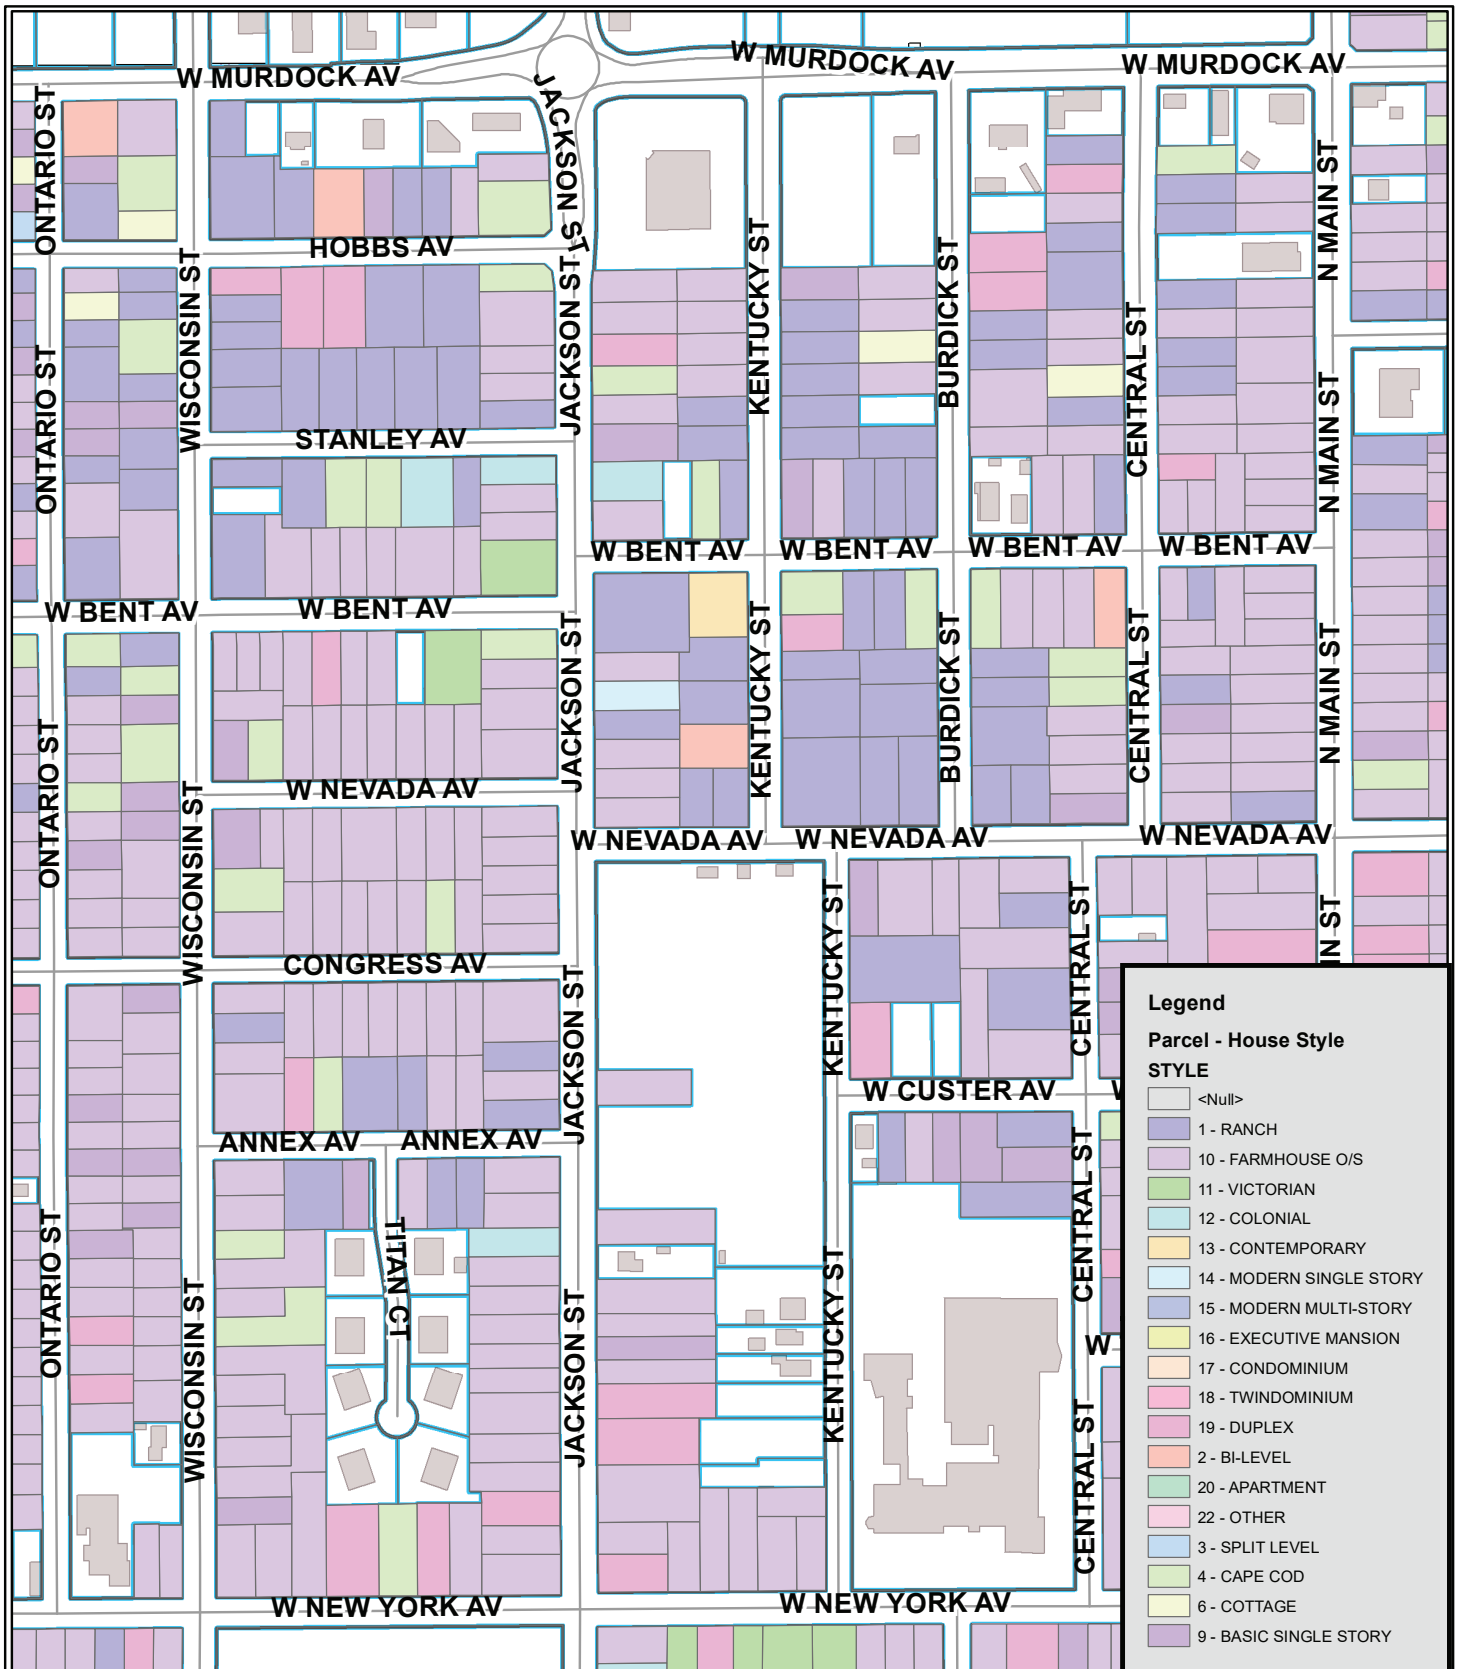 W MURDOCK AV
W MURDOCK AV
W MURDOCK AV
ONTARIO ST
JACKSON ST
N MAIN ST
HOBBS AV
WISCONSIN ST
JACKSON ST
KENTUCKY ST
BURDICK ST
CENTRAL ST
N MAIN ST
ONTARIO ST
STANLEY AV
W BENT AV
W BENT AV
W BENT AV
W BENT AV
W BENT AV
W BENT AV
JACKSON ST
KENTUCKY ST
BURDICK ST
CENTRAL ST
N MAIN ST
ONTARIO ST
WISCONSIN ST
W NEVADA AV
W NEVADA AV
W NEVADA AV
W NEVADA AV
KENTUCKY ST
CENTRAL ST
IN ST
CONGRESS AV
JACKSON ST
W CUSTER AV
W
ANNEX AV
ANNEX AV
TITAN CT
ONTARIO ST
WISCONSIN ST
JACKSON ST
KENTUCKY ST
CENTRAL ST
W
CENTRAL ST
W NEW YORK AV
W NEW YORK AV
Legend
Parcel - House Style
STYLE
<Null>
1 - RANCH
10 - FARMHOUSE O/S
11 - VICTORIAN
12 - COLONIAL
13 - CONTEMPORARY
14 - MODERN SINGLE STORY
15 - MODERN MULTI-STORY
16 - EXECUTIVE MANSION
17 - CONDOMINIUM
18 - TWINDOMINIUM
19 - DUPLEX
2 - BI-LEVEL
20 - APARTMENT
22 - OTHER
3 - SPLIT LEVEL
4 - CAPE COD
6 - COTTAGE
9 - BASIC SINGLE STORY